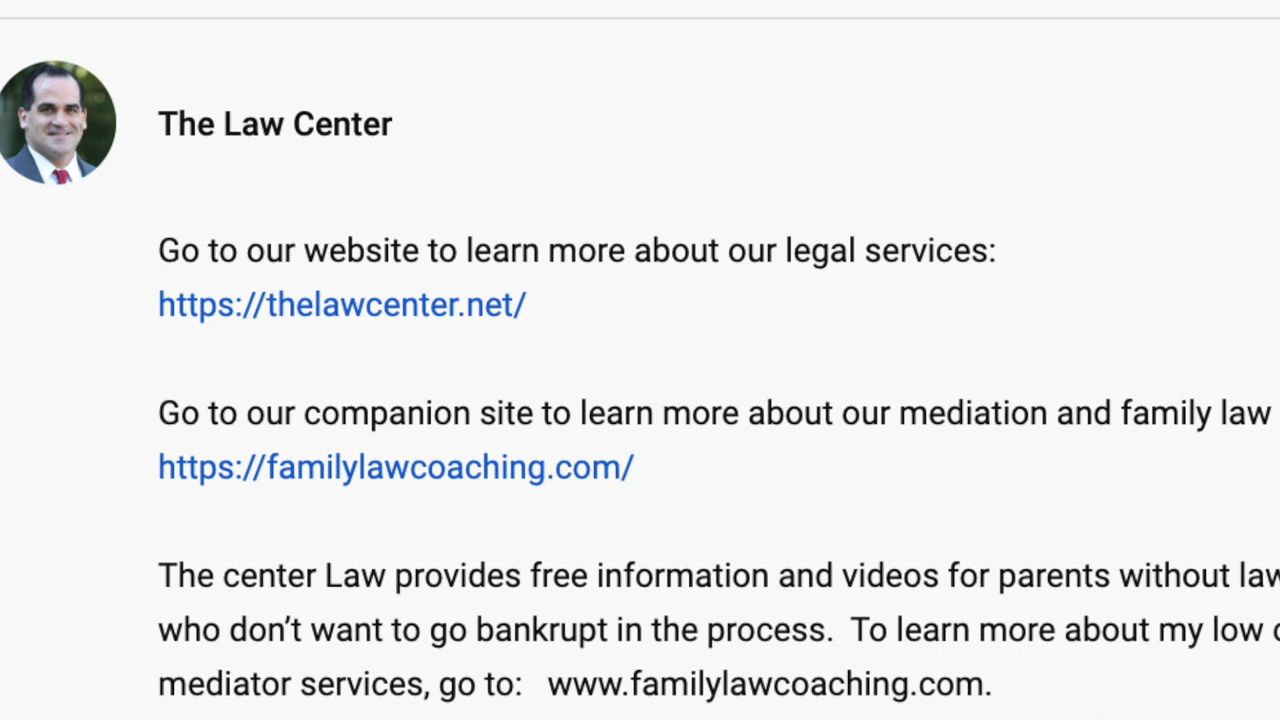 The Law Center
Go to our website to learn more about our legal services:
https://thelawcenter.net/
Go to our companion site to learn more about our mediation and family law
https://familylawcoaching.com/
The center Law provides free information and videos for parents without law
who don’t want to go bankrupt in the process.  To learn more about my low
mediator services, go to:   www.familylawcoaching.com.